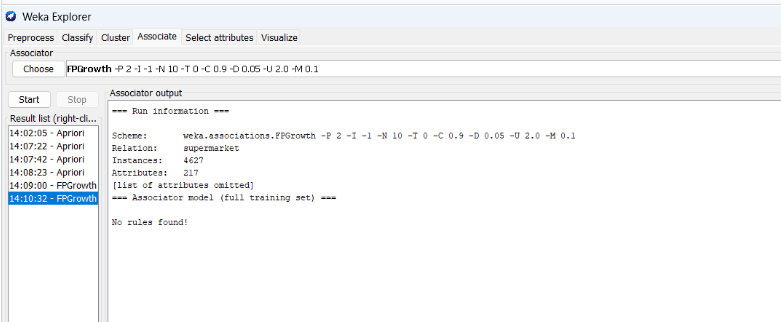 Weka Explorer
Preprocess Classify Cluster Associate Select attributes Visualize
Associator
Choose FPGrowth -P 2 -I -1 -N 10 -T 0 -C 0.9 -D 0.05 -U 2.0 -M 0.1
Start Stop
Result list (right-cli...
14:02:05 - Apriori
14:07:22 - Apriori
14:07:42 - Apriori
14:08:23 - Apriori
14:09:00 - FPGrowth
14:10:32 - FPGrowth
Associator output
=== Run information ===
Scheme: weka.associations.FPGrowth -P 2 -I -1 -N 10 -T 0 -C 0.9 -D 0.05 -U 2.0 -M 0.1
Relation: supermarket
Instances: 4627
Attributes: 217
[list of attributes omitted]
=== Associator model (full training set) ===
No rules found!